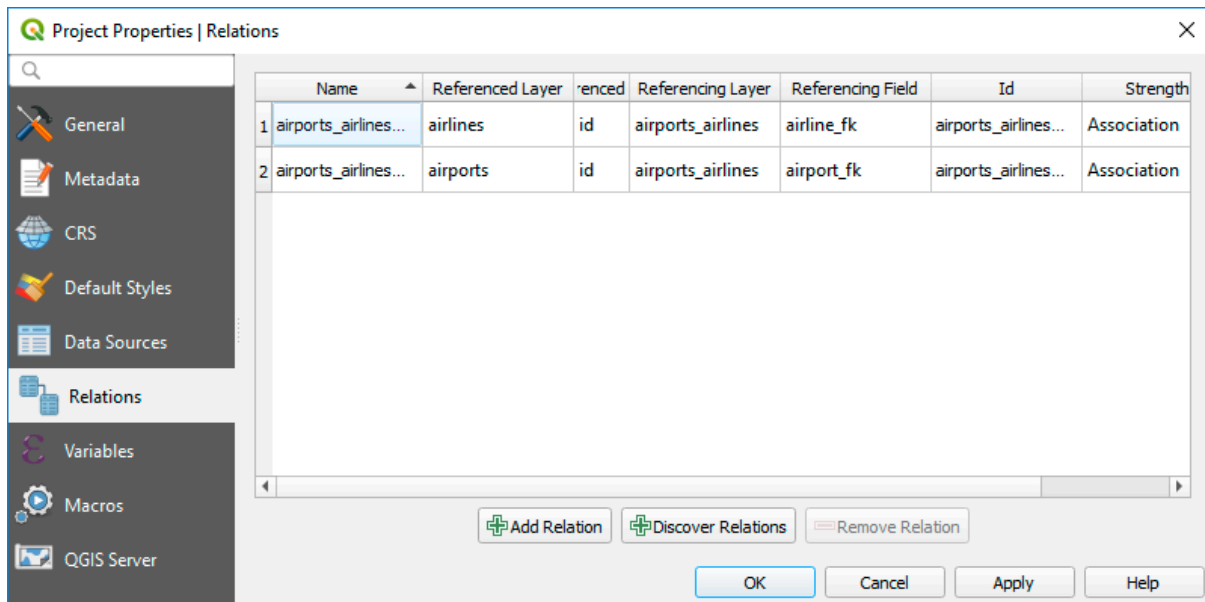 Project Properties | Relations
General
Metadata
CRS
Default Styles
Data Sources
Relations
Variables
Macros
QGIS Server
Name Referenced Layer renced Referencing Layer Referencing Field Id Strength
1 airports_airlines... airlines id airports_airlines airline_fk airports_airlines... Association
2 airports_airlines... airports id airports_airlines airport_fk airports_airlines... Association
Add Relation Discover Relations Remove Relation
OK Cancel Apply Help